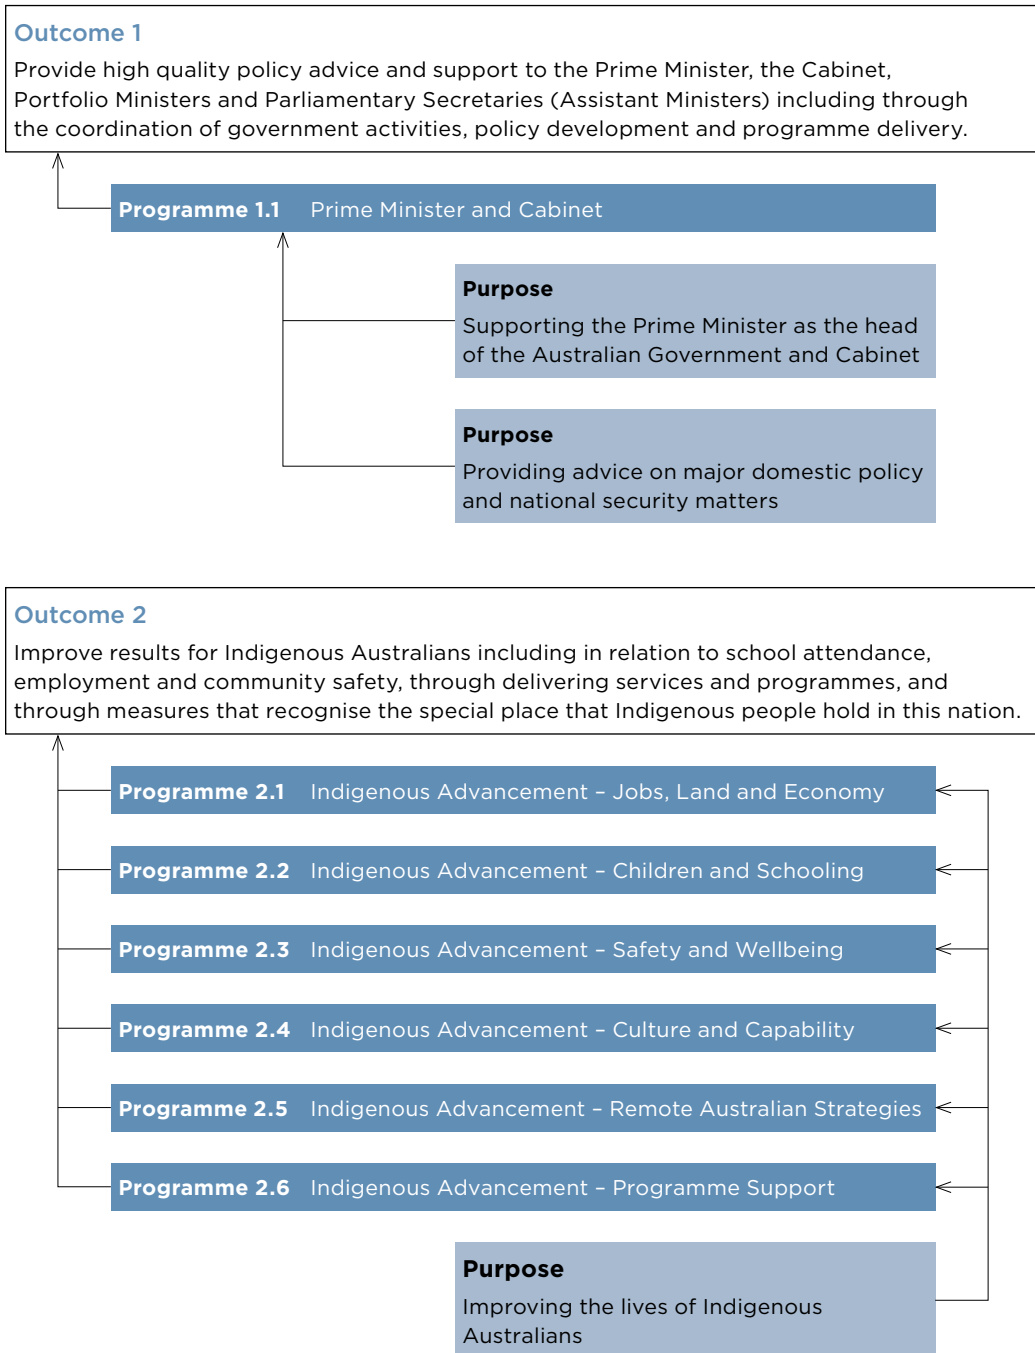 Outcome 1
Provide high quality policy advice and support to the Prime Minister, the Cabinet,
Portfolio Ministers and Parliamentary Secretaries (Assistant Ministers) including through
the coordination of government activities, policy development and programme delivery.
Programme 1.1 Prime Minister and Cabinet
Purpose
Supporting the Prime Minister as the head
of the Australian Government and Cabinet
Purpose
Providing advice on major domestic policy
and national security matters
Outcome 2
Improve results for Indigenous Australians including in relation to school attendance,
employment and community safety, through delivering services and programmes, and
through measures that recognise the special place that Indigenous people hold in this nation.
Programme 2.1 Indigenous Advancement – Jobs, Land and Economy
Programme 2.2 Indigenous Advancement – Children and Schooling
Programme 2.3 Indigenous Advancement – Safety and Wellbeing
Programme 2.4 Indigenous Advancement – Culture and Capability
Programme 2.5 Indigenous Advancement – Remote Australian Strategies
Programme 2.6 Indigenous Advancement – Programme Support
Purpose
Improving the lives of Indigenous
Australians